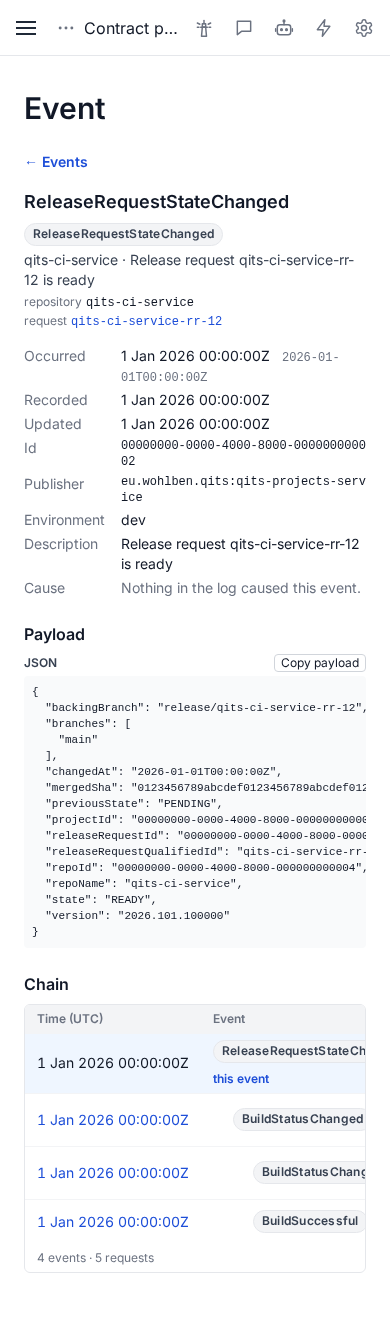 Contract p...
Event
← Events
ReleaseRequestStateChanged
ReleaseRequestStateChanged
qits-ci-service · Release request qits-ci-service-rr-
12 is ready
repository qits-ci-service
request qits-ci-service-rr-12
Occurred 1 Jan 2026 00:00:00Z 2026-01-
01T00:00:00Z
Recorded 1 Jan 2026 00:00:00Z
Updated 1 Jan 2026 00:00:00Z
Id 00000000-0000-4000-8000-0000000000
02
Publisher eu.wohlben.qits:qits-projects-serv
ice
Environment dev
Description Release request qits-ci-service-rr-12
is ready
Cause Nothing in the log caused this event.
Payload
JSON Copy payload
{
"backingBranch": "release/qits-ci-service-rr-12",
"branches": [
"main"
],
"changedAt": "2026-01-01T00:00:00Z",
"mergedSha": "0123456789abcdef0123456789abcdef012
"previousState": "PENDING",
"projectId": "00000000-0000-4000-8000-00000000000
"releaseRequestId": "00000000-0000-4000-8000-0000
"releaseRequestQualifiedId": "qits-ci-service-rr-
"repoId": "00000000-0000-4000-8000-000000000004",
"repoName": "qits-ci-service",
"state": "READY",
"version": "2026.101.100000"
}
Chain
Time (UTC) Event
1 Jan 2026 00:00:00Z ReleaseRequestStateCh
this event
1 Jan 2026 00:00:00Z BuildStatusChanged
1 Jan 2026 00:00:00Z BuildStatusChang
1 Jan 2026 00:00:00Z BuildSuccessful
4 events · 5 requests